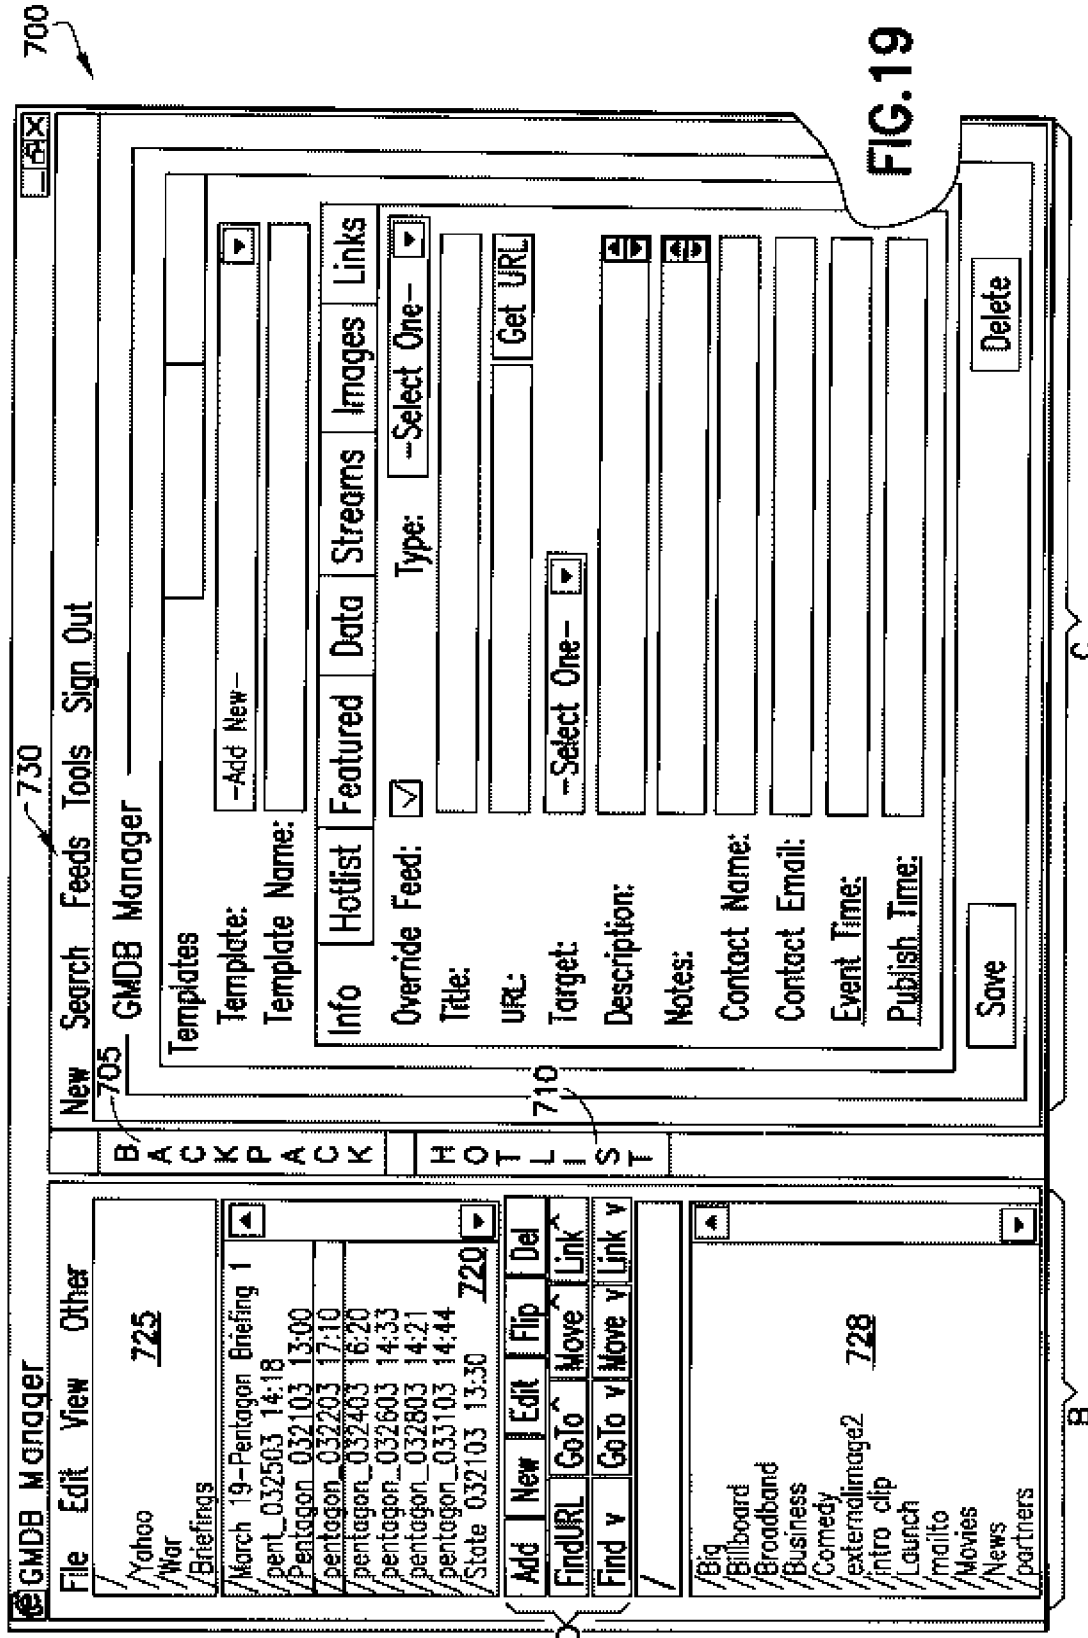 700
GMDB Manager
730
File Edit View Other
New Search Feeds Tools Sign Out
/
/Yahoo
/War
/Briefings
725
/March 19-Pentagon Briefing 1
/pent_032503 14:18
/Pentagon_032103 13:00
/pentagon_032203 17:10
/pentagon_032403 16:20
/pentagon_032603 14:33
/pentagon_032803 14:21
/pentagon_033103 14:44
/State 032103 13:30
720
Add New Edit Flip Del
FindURL GoTo^ Move^ Link^
Find v GoTo v Move v Link v
/
/Big
/Billboard
/Broadband
/Business
/Comedy
/externalimage2
/intro clip
/Launch
/mailto
/Movies
/News
/partners
728
BACKPACK
705
HOTLIST
710
GMDB Manager
Templates
Template: -Add New-
Template Name:
Info Hotlist Featured Data Streams Images Links
Override Feed: Type: -Select One-
Title:
URL: Get URL
Target: -Select One-
Description:
Notes:
Contact Name:
Contact Email:
Event Time:
Publish Time:
Save Delete
B
C
FIG.19